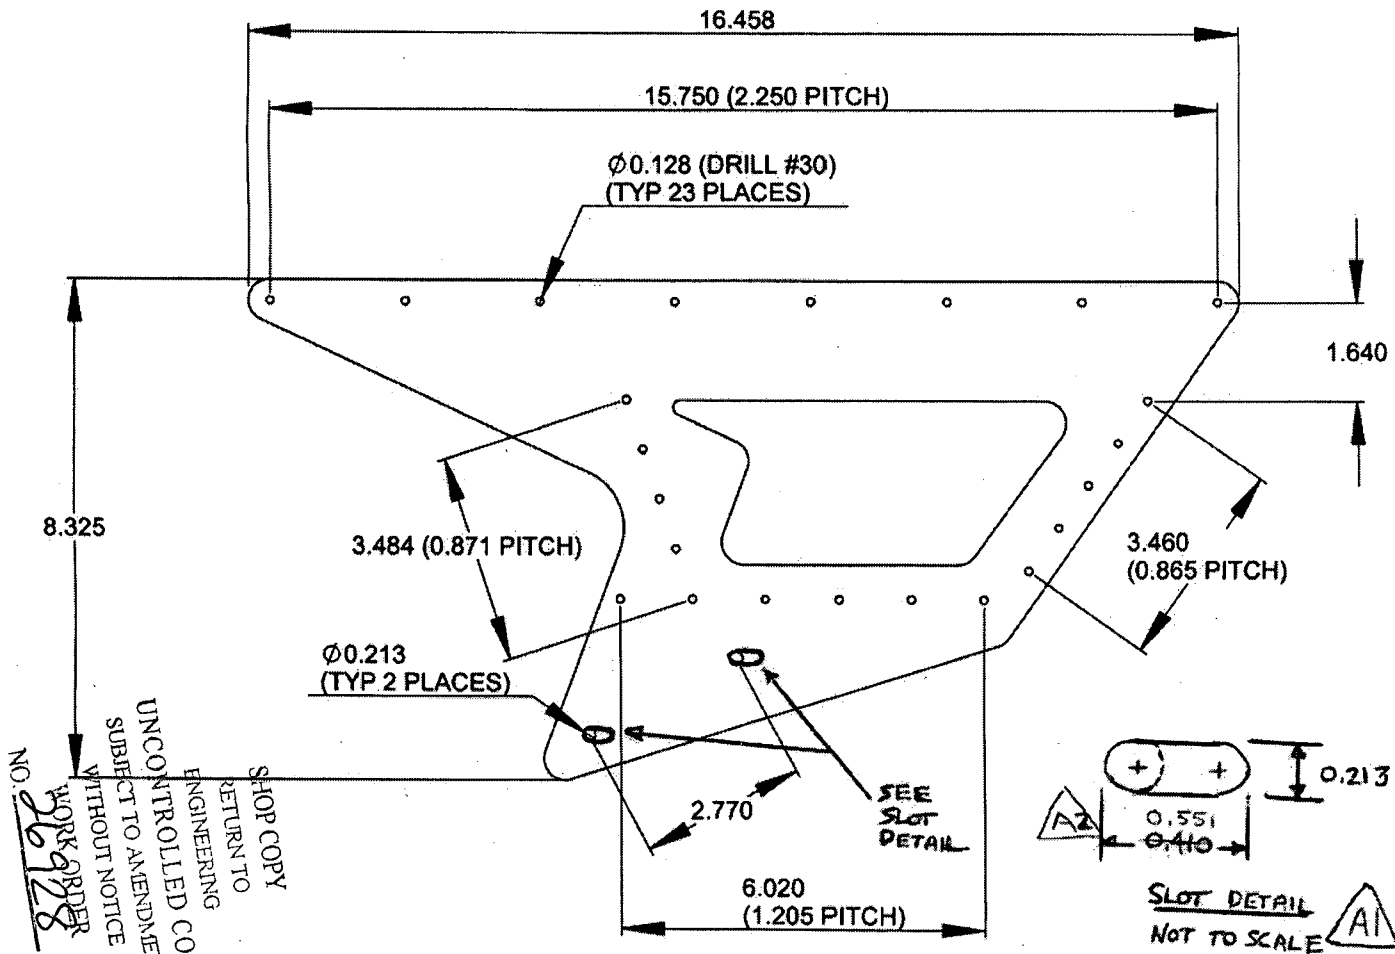 16.458
15.750 (2.250 PITCH)
Ø0.128 (DRILL #30)
(TYP 23 PLACES)
1.640
8.325
3.484 (0.871 PITCH)
3.460
(0.865 PITCH)
Ø0.213
(TYP 2 PLACES)
2.770
6.020
(1.205 PITCH)
SEE
SLOT
DETAIL
0.213
A2
0.551
0.410
SLOT DETAIL
NOT TO SCALE
A1
SHOP COPY
RETURN TO
ENGINEERING
UNCONTROLLED CO
SUBJECT TO AMENDME
WITHOUT NOTICE
WORK ORDER
NO. 26928